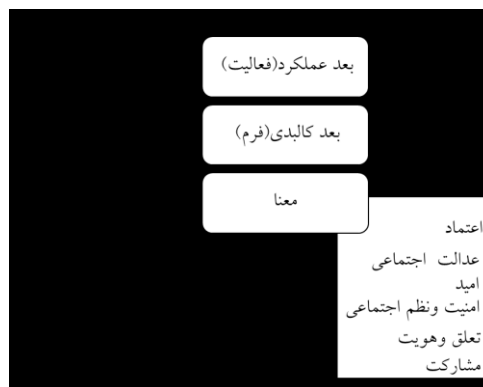 بعد عملکرد(فعالیت)
بعد کالبدی(فرم)
معنا
اعتماد
عدالت اجتماعی
امید
امنیت ونظم اجتماعی
تعلق وهویت
مشارکت